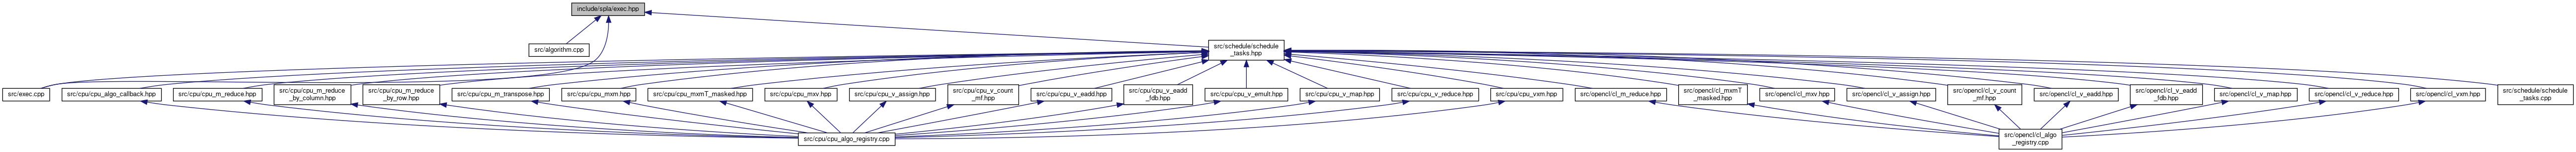 include/spla/exec.hpp
src/algorithm.cpp
src/schedule/schedule
_tasks.hpp
src/exec.cpp
src/cpu/cpu_algo_callback.hpp
src/cpu/cpu_m_reduce.hpp
src/cpu/cpu_m_reduce
_by_column.hpp
src/cpu/cpu_m_reduce
_by_row.hpp
src/cpu/cpu_m_transpose.hpp
src/cpu/cpu_mxm.hpp
src/cpu/cpu_mxmT_masked.hpp
src/cpu/cpu_mxv.hpp
src/cpu/cpu_v_assign.hpp
src/cpu/cpu_v_count
_mf.hpp
src/cpu/cpu_v_eadd.hpp
src/cpu/cpu_v_eadd
_fdb.hpp
src/cpu/cpu_v_emult.hpp
src/cpu/cpu_v_map.hpp
src/cpu/cpu_v_reduce.hpp
src/cpu/cpu_vxm.hpp
src/opencl/cl_m_reduce.hpp
src/opencl/cl_mxmT
_masked.hpp
src/opencl/cl_mxv.hpp
src/opencl/cl_v_assign.hpp
src/opencl/cl_v_count
_mf.hpp
src/opencl/cl_v_eadd.hpp
src/opencl/cl_v_eadd
_fdb.hpp
src/opencl/cl_v_map.hpp
src/opencl/cl_v_reduce.hpp
src/opencl/cl_vxm.hpp
src/schedule/schedule
_tasks.cpp
src/cpu/cpu_algo_registry.cpp
src/opencl/cl_algo
_registry.cpp